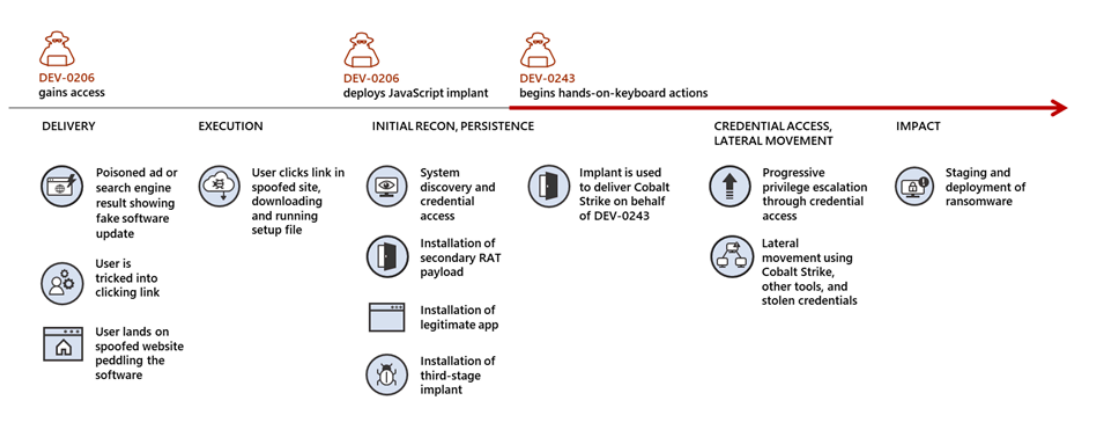 DEV-0206
gains access
DEV-0206
deploys JavaScript implant
DEV-0243
begins hands-on-keyboard actions
DELIVERY
Poisoned ad or
search engine
result showing
fake software
update
User is
tricked into
clicking link
User lands on
spoofed website
peddling the
software
EXECUTION
User clicks link in
spoofed site,
downloading
and running
setup file
INITIAL RECON, PERSISTENCE
System
discovery and
credential
access
Installation of
secondary RAT
payload
Installation of
legitimate app
Installation of
third-stage
implant
Implant is used
to deliver Cobalt
Strike on behalf
of DEV-0243
CREDENTIAL ACCESS,
LATERAL MOVEMENT
Progressive
privilege escalation
through credential
access
Lateral
movement using
Cobalt Strike,
other tools, and
stolen credentials
IMPACT
Staging and
deployment of
ransomware